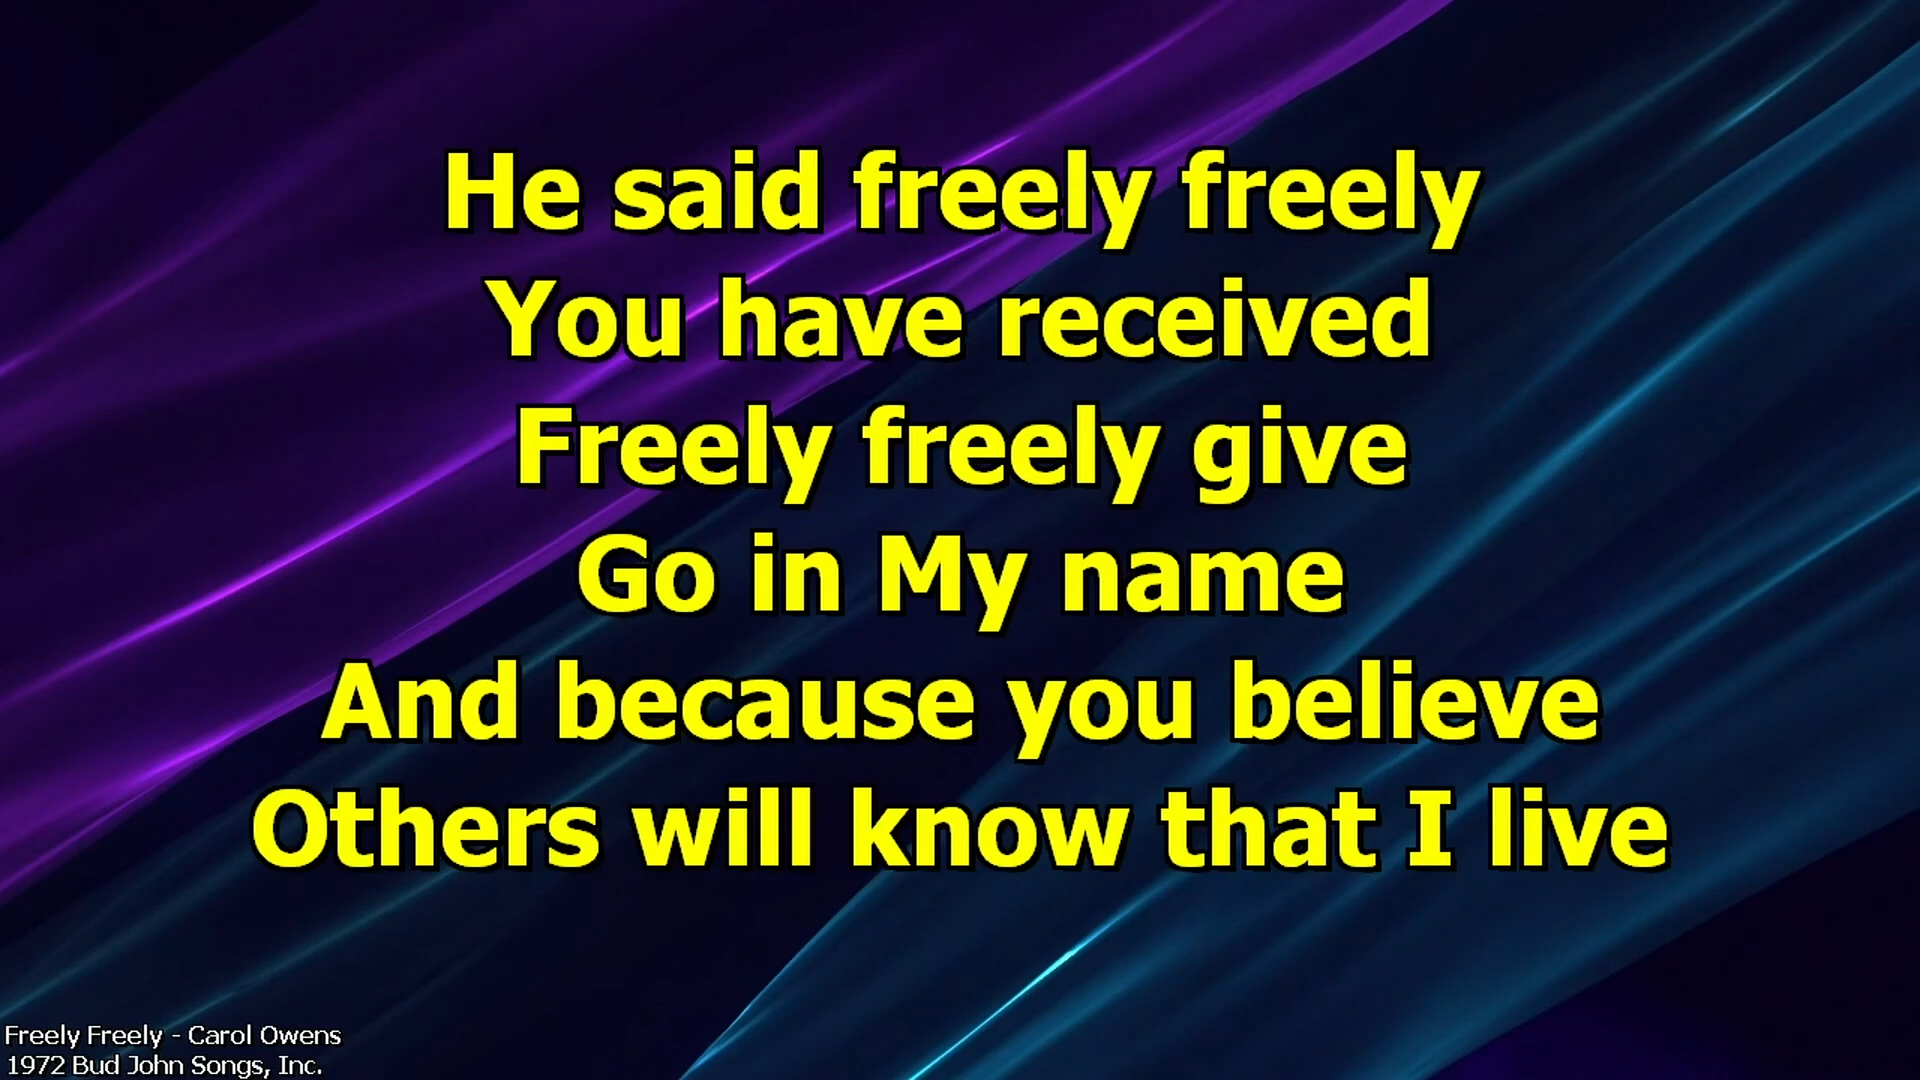 He said freely freely
You have received
Freely freely give
Go in My name
And because you believe
Others will know that I live
Freely Freely - Carol Owens
1972 Bud John Songs, Inc.